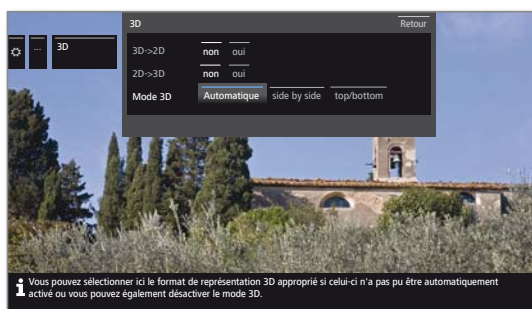 3D
Retour
...
3D
3D->2D non oui
2D->3D non oui
Mode 3D Automatique side by side top/bottom
Vous pouvez sélectionner ici le format de représentation 3D approprié si celui-ci n'a pas pu être automatiquement
activé ou vous pouvez également désactiver le mode 3D.